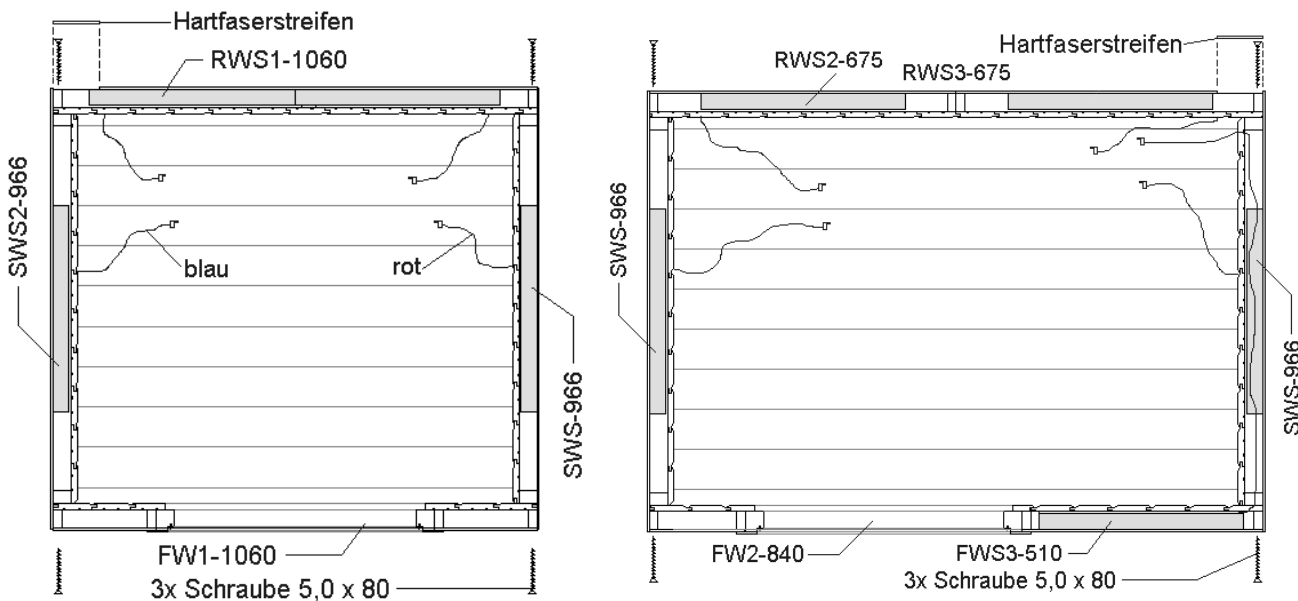 Hartfaserstreifen
RWS1-1060
SWS2-966
blau
rot
SWS-966
FW1-1060
3x Schraube 5,0 x 80
Hartfaserstreifen
RWS2-675
RWS3-675
SWS-966
SWS-966
FW2-840
FWS3-510
3x Schraube 5,0 x 80